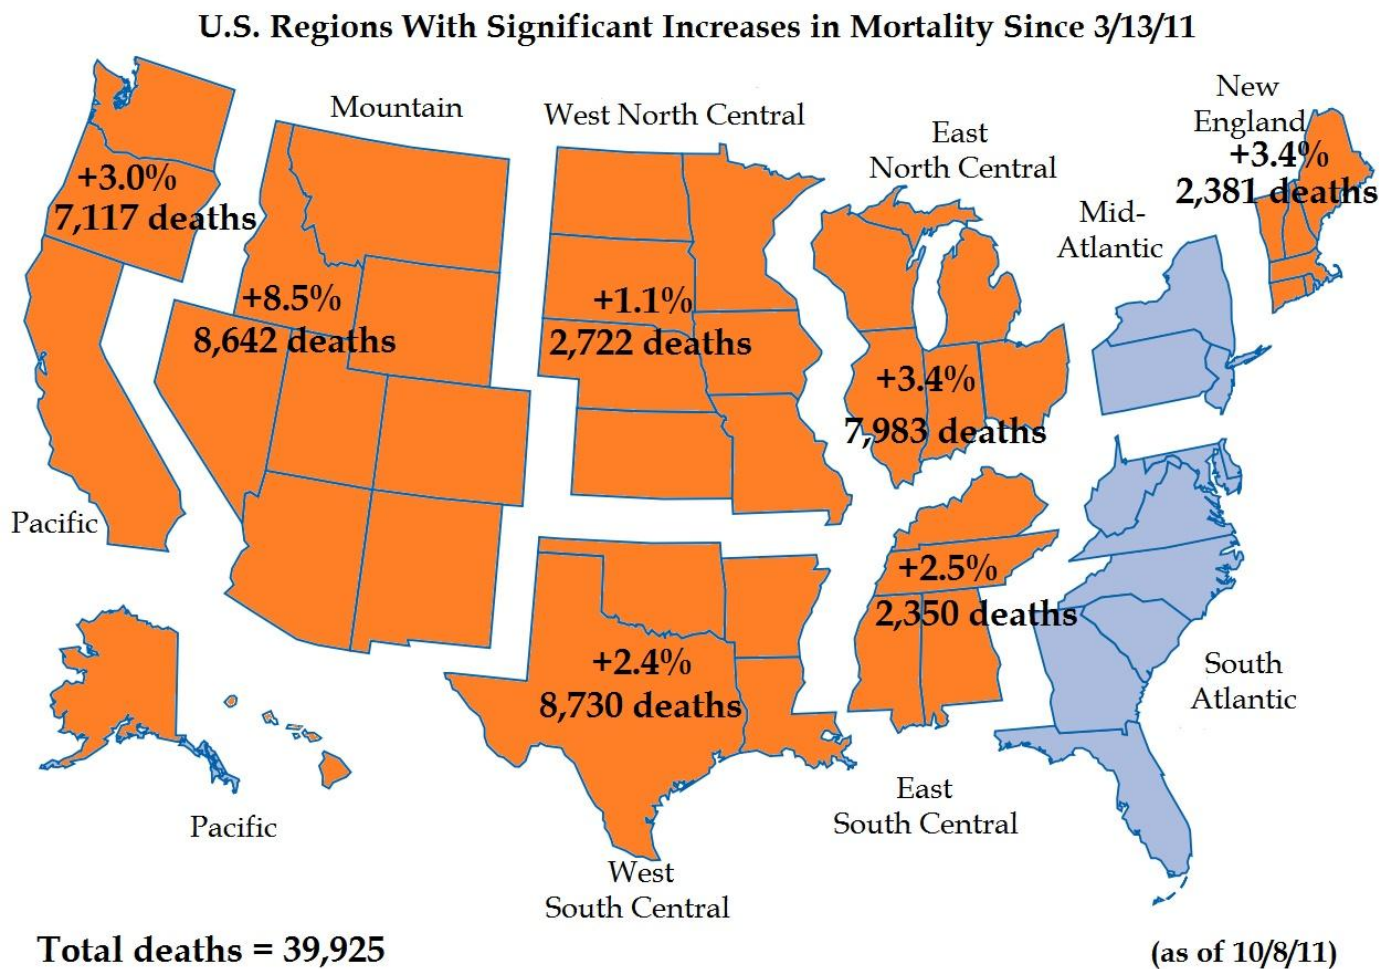 U.S. Regions With Significant Increases in Mortality Since 3/13/11
Mountain
West North Central
East
North Central
New
England
+3.4%
2,381 deaths
+3.0%
7,117 deaths
Mid-
Atlantic
+8.5%
8,642 deaths
+1.1%
2,722 deaths
+3.4%
7,983 deaths
Pacific
+2.5%
2,350 deaths
+2.4%
8,730 deaths
South
Atlantic
Pacific
East
South Central
West
South Central
Total deaths = 39,925
(as of 10/8/11)